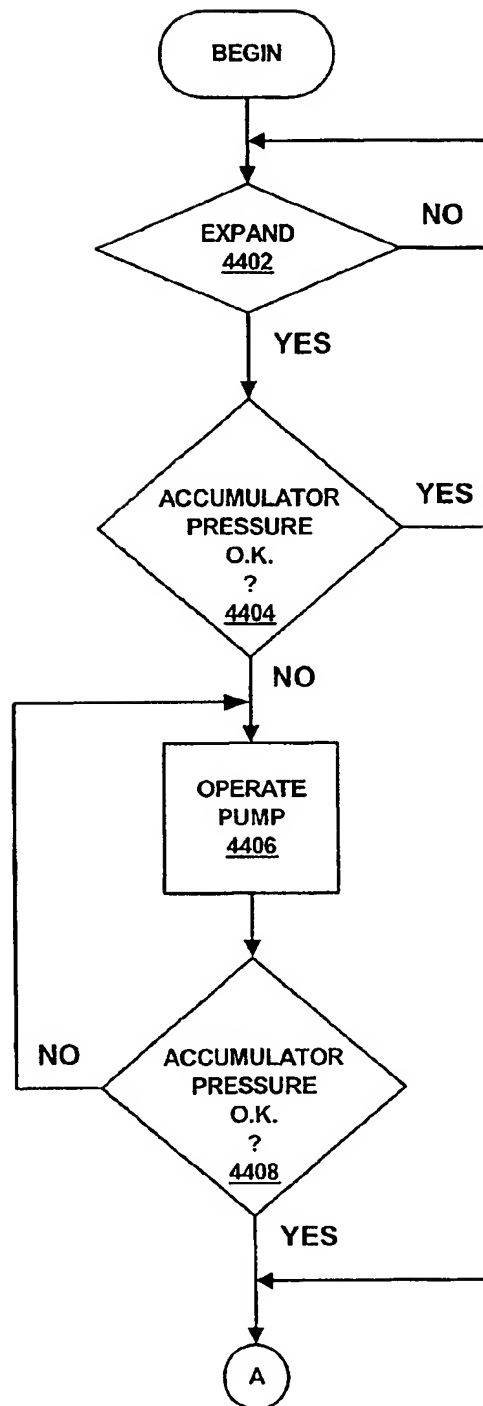 BEGIN
EXPAND
4402
NO
YES
ACCUMULATOR
PRESSURE
O.K.
?
4404
YES
NO
OPERATE
PUMP
4406
NO
ACCUMULATOR
PRESSURE
O.K.
?
4408
YES
A